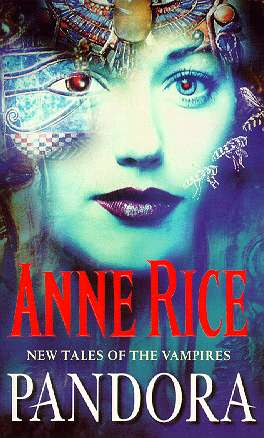 ANNE RICE
NEW TALES OF THE VAMPIRES
PANDORA